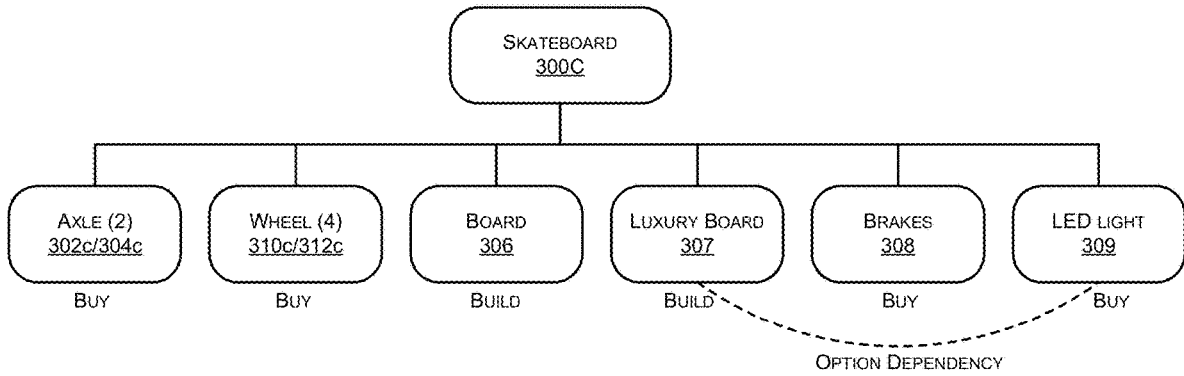 SKATEBOARD
300C
AXLE (2)
302c/304c
WHEEL (4)
310c/312c
BOARD
306
LUXURY BOARD
307
BRAKES
308
LED LIGHT
309
BUY
BUY
BUILD
BUILD
BUY
BUY
OPTION DEPENDENCY